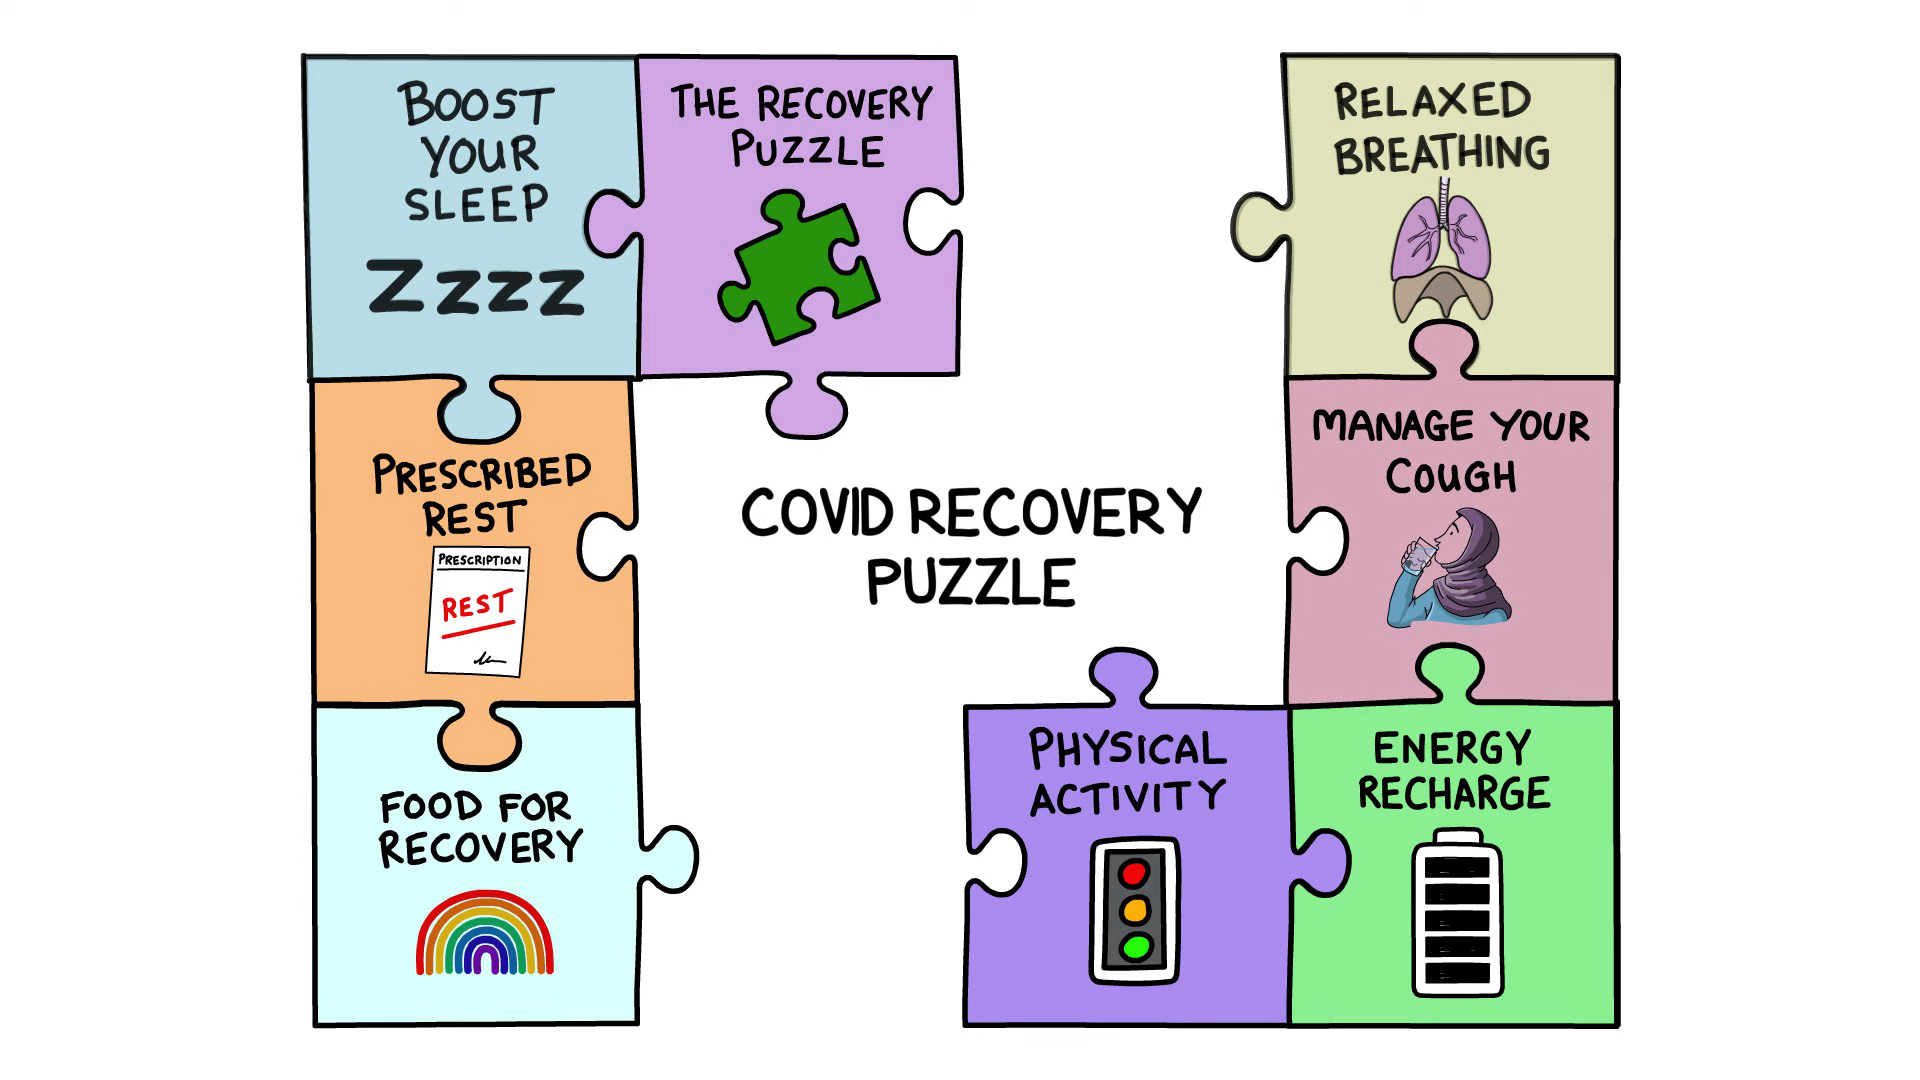 BOOST
YOUR
SLEEP
Zzzz
THE RECOVERY
PUZZLE
RELAXED
BREATHING
PRESCRIBED
REST
PRESCRIPTION
REST
COVID RECOVERY
PUZZLE
MANAGE YOUR
COUGH
FOOD FOR
RECOVERY
PHYSICAL
ACTIVITY
ENERGY
RECHARGE